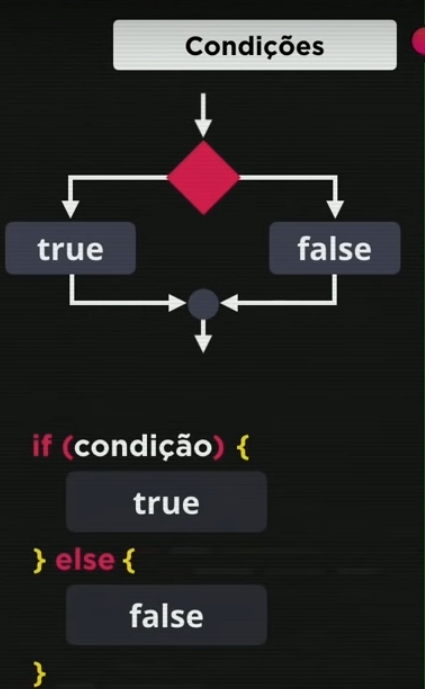 Condições
true false
if (condição) {
true
} else {
false
}